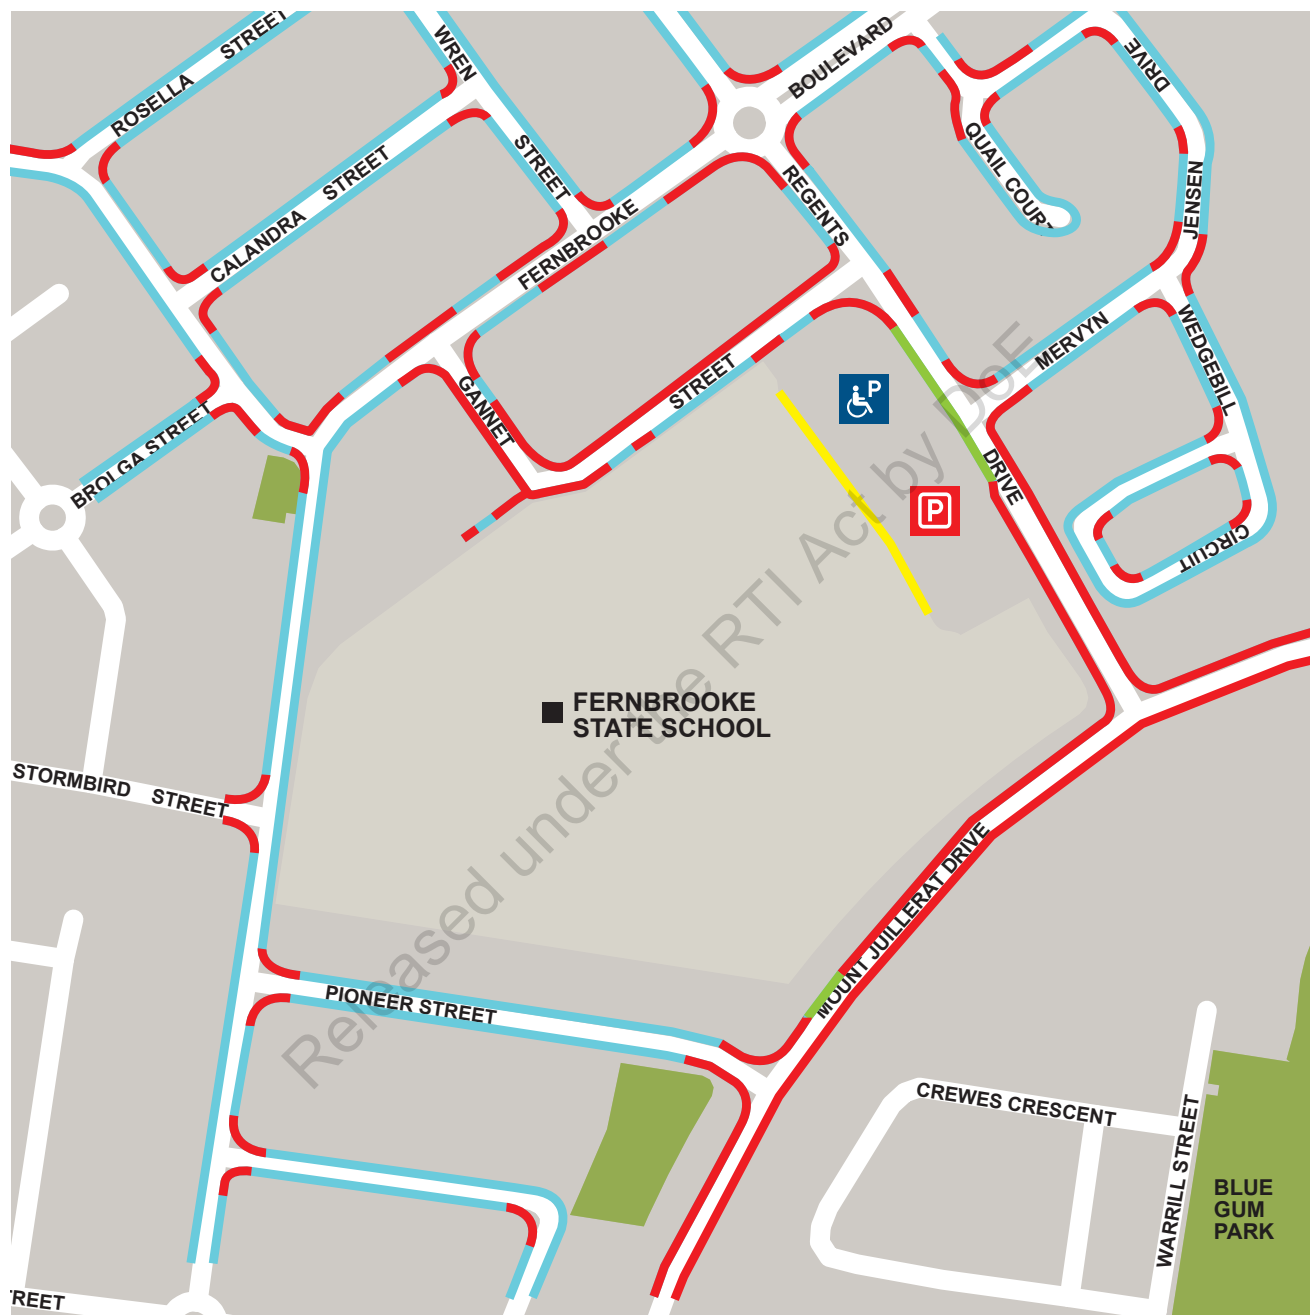 ROSELLA STREET
WREN STREET
BOULEVARD
DRIVE
CALANDRA STREET
QUAIL COURT
REGENTS
JENSEN
FERNBROOKE
MERVYN
WEDGEBILL
STREET
GANNET
BROLGA STREET
P
P
DRIVE
CIRCUIT
FERNBROOKE
STATE SCHOOL
STORMBIRD STREET
MOUNT JUILLERAT DRIVE
PIONEER STREET
CREWES CRESCENT
WARRILL STREET
BLUE
GUM
PARK
TREET
Released under the RTI Act by DoE